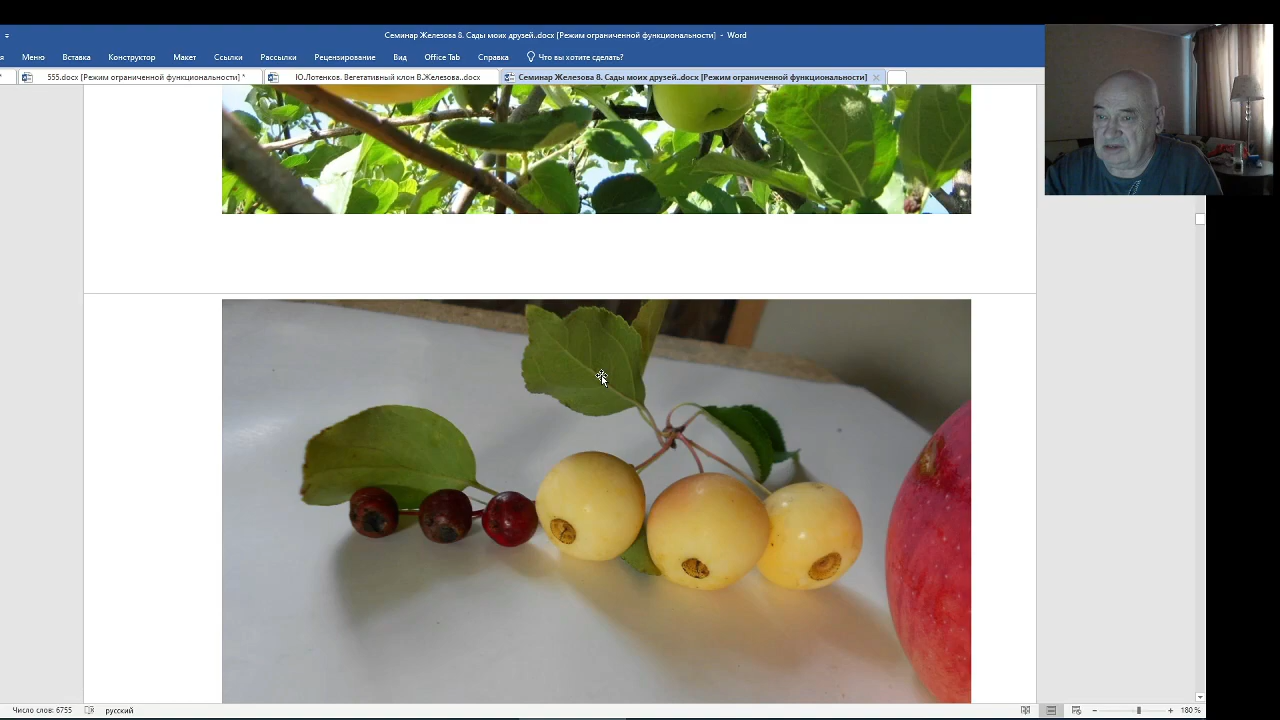 Семинар Железова 8. Сады моих друзей..docx [Режим ограниченной функциональности] - Word
Меню Вставка Конструктор Макет Ссылки Рассылки Рецензирование Вид Office Tab Справка Что вы хотите сделать?
555.docx [Режим ограниченной функциональности] * Ю.Лотенков. Вегетативный клон В.Железова..docx Семинар Железова 8. Сады моих друзей..docx [Режим ограниченной функциональности]
Число слов: 6755 русский 180 %